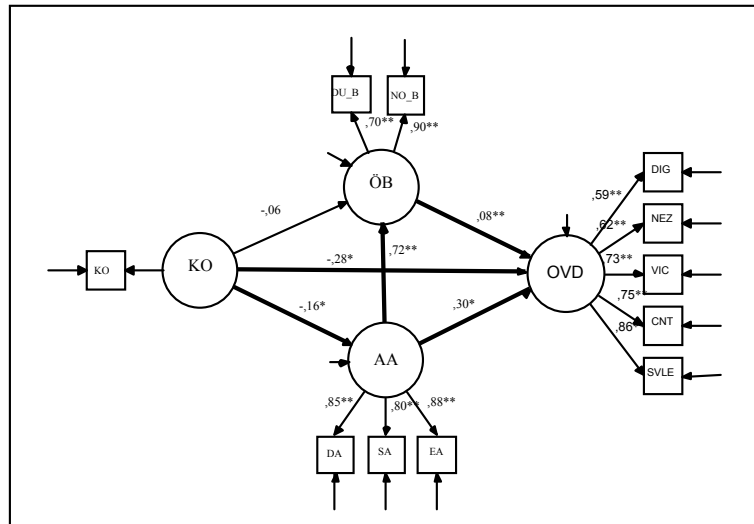 DU_B
NO_B
,70**
,90**
ÖB
DIG
,59**
-,06
,08**
,62**
NEZ
,72**
KO
KO
-,28*
OVD
,73**
VIC
-,16*
,30*
,75**
CNT
AA
,86*
SVLE
,85**
,80**
,88**
DA
SA
EA